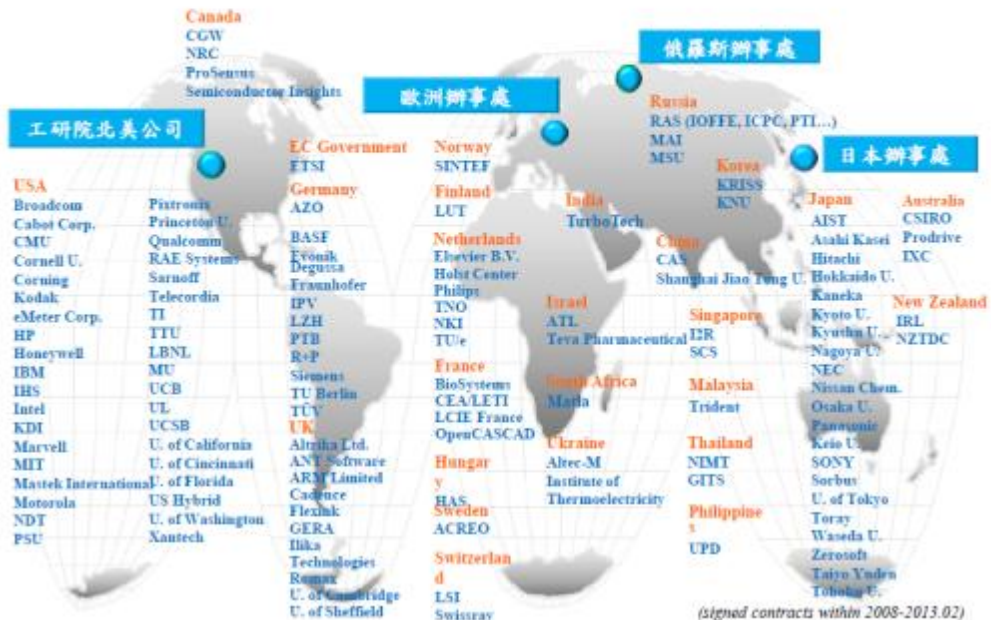 Canada
CGW
NRC
ProSensus
Semiconductor Insights
俄羅斯辦事處
歐洲辦事處
工研院北美公司
日本辦事處
USA
Broadcom
Cabot Corp.
CMU
Cornell U.
Corning
Kodak
eMeter Corp.
HP
Honeywell
IBM
IHS
Intel
KDI
Marvell
MIT
Mastek International
Motorola
NDT
PSU
Pixtronix
Princeton U.
Qualcomm
RAE Systems
Sarnoff
Telecordia
TI
TTU
LBNL
MU
UCB
UL
UCSB
U. of California
U. of Cincinnati
U. of Florida
US Hybrid
U. of Washington
Xantech
EC Government
ETSI
Germany
AZO
BASF
Evonik
Degussa
Fraunhofer
IPV
LZH
PTB
R+P
Siemens
TU Berlin
TÜV
UK
Altrika Ltd.
ANT Software
ARM Limited
Cadence
Flexink
GERA
Ilika
Technologies
Romax
U. of Cambridge
U. of Sheffield
Norway
SINTEF
Finland
LUT
Netherlands
Elsevier B.V.
Holst Center
Philips
TNO
NKI
TU/e
France
BioSystems
CEA/LETI
LCIE France
OpenCASCAD
Hungar
y
HAS
Sweden
ACREO
Switzerlan
d
LSI
Swissray
India
TurboTech
Israel
ATL
Teva Pharmaceutical
South Africa
Matla
Ukraine
Altec-M
Institute of
Thermoelectricity
Russia
RAS (IOFFE, ICPC, PTI…)
MAI
MSU
Korea
KRISS
KNU
China
CAS
Shanghai Jiao Tong U.
Singapore
I2R
SCS
Malaysia
Trident
Thailand
NIMT
GITS
Philippine
s
UPD
Japan
AIST
Asahi Kasei
Hitachi
Hokkaido U.
Kaneka
Kyoto U.
Kyushu U.
Nagoya U.
NEC
Nissan Chem.
Osaka U.
Panasonic
Keio U.
SONY
Sorbus
U. of Tokyo
Toray
Waseda U.
Zerosoft
Taiyo Yuden
Tohoku U.
Australia
CSIRO
Prodrive
IXC
New Zealand
IRL
NZTDC
(signed contracts within 2008-2013.02)